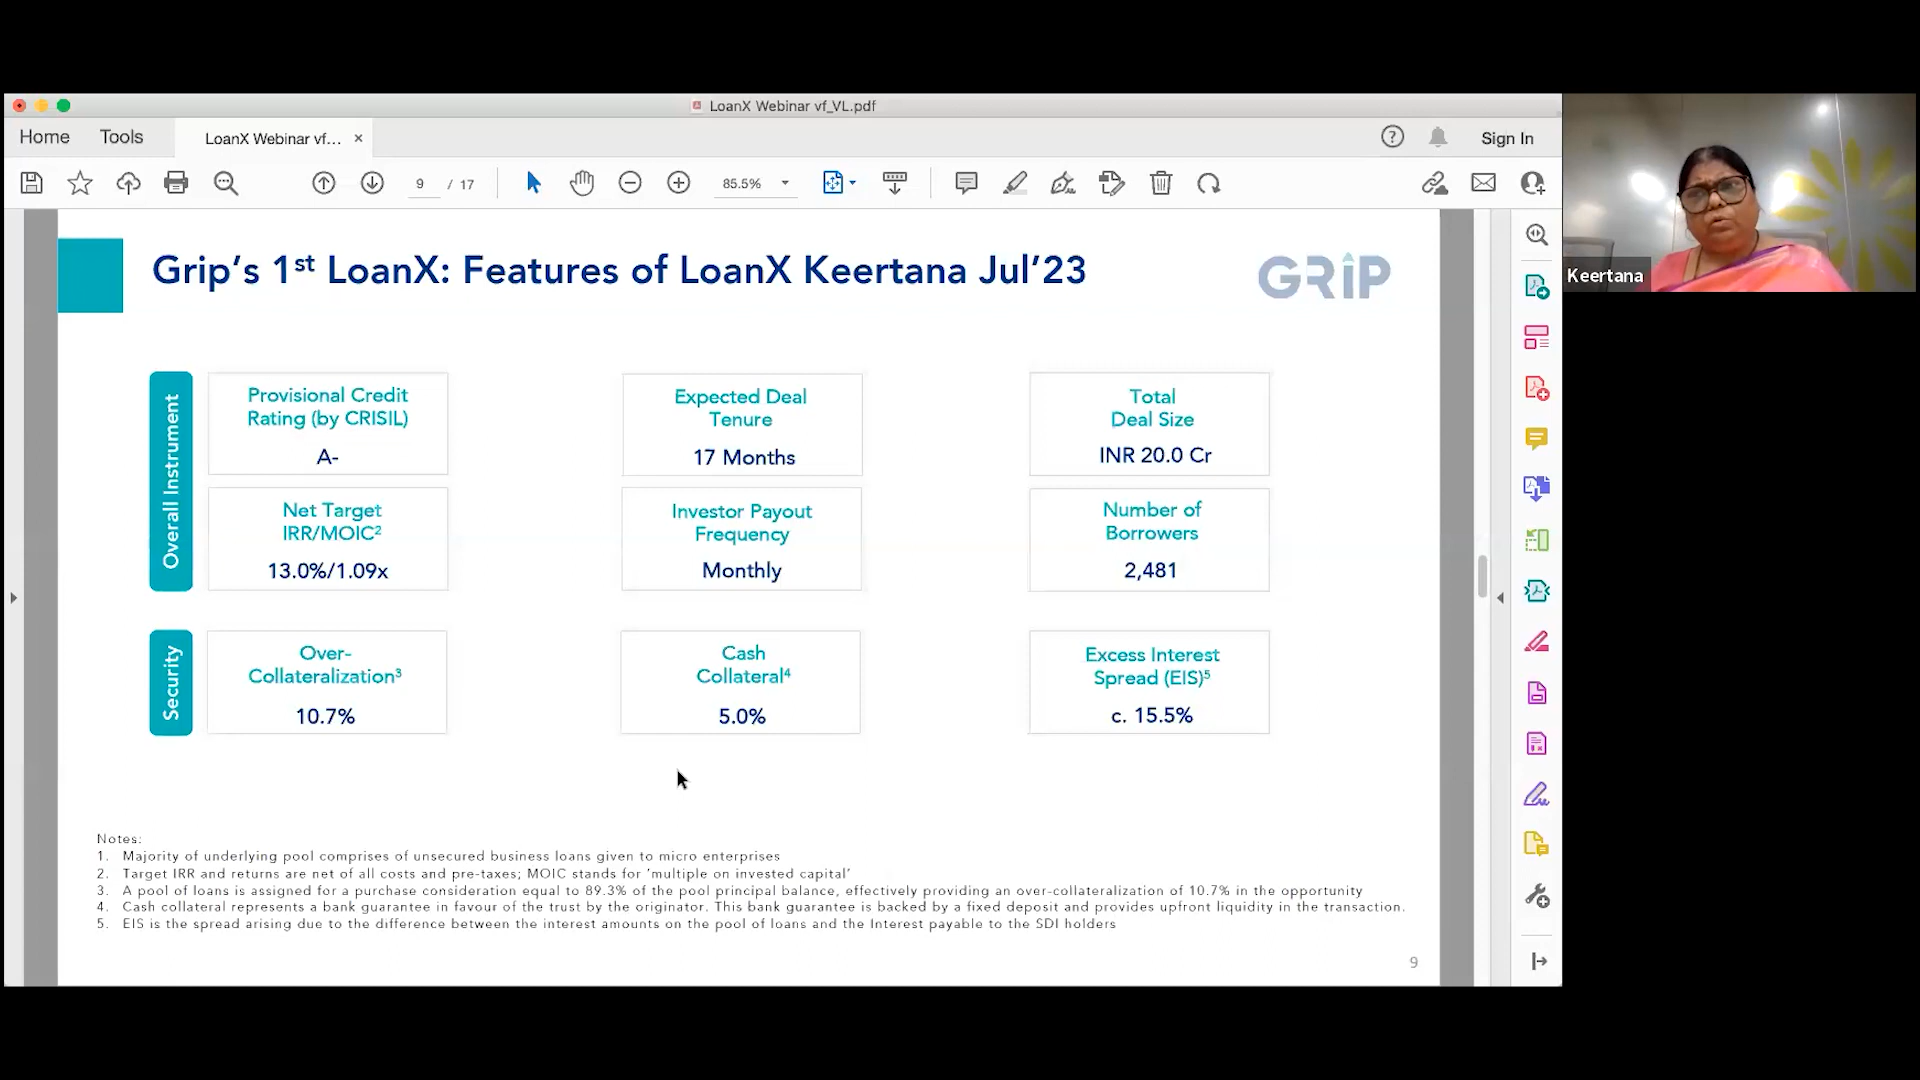 LoanX Webinar vf_VL.pdf
Home
Tools
LoanX Webinar vf...
Sign In
9 / 17
85.5%
Grip's 1st LoanX: Features of LoanX Keertana Jul'23
GRIP
Keertana
Overall Instrument
Provisional Credit
Rating (by CRISIL)
A-
Expected Deal
Tenure
17 Months
Total
Deal Size
INR 20.0 Cr
Net Target
IRR/MOIC²
13.0%/1.09x
Investor Payout
Frequency
Monthly
Number of
Borrowers
2,481
Security
Over-
Collateralization³
10.7%
Cash
Collateral⁴
5.0%
Excess Interest
Spread (EIS)⁵
c. 15.5%
Notes:
1. Majority of underlying pool comprises of unsecured business loans given to micro enterprises
2. Target IRR and returns are net of all costs and pre-taxes; MOIC stands for 'multiple on invested capital'
3. A pool of loans is assigned for a purchase consideration equal to 89.3% of the pool principal balance, effectively providing an over-collateralization of 10.7% in the opportunity
4. Cash collateral represents a bank guarantee in favour of the trust by the originator. This bank guarantee is backed by a fixed deposit and provides upfront liquidity in the transaction.
5. EIS is the spread arising due to the difference between the interest amounts on the pool of loans and the Interest payable to the SDI holders
9